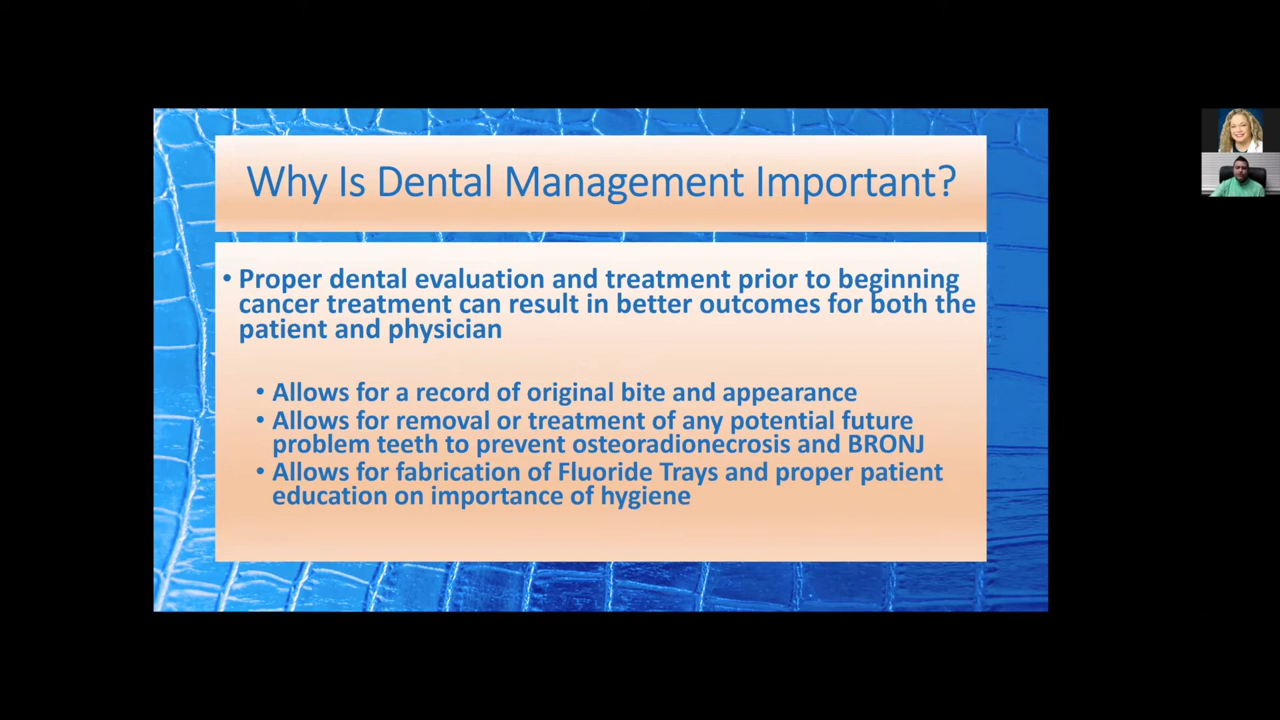 Why Is Dental Management Important?
• Proper dental evaluation and treatment prior to beginning
cancer treatment can result in better outcomes for both the
patient and physician
• Allows for a record of original bite and appearance
• Allows for removal or treatment of any potential future
problem teeth to prevent osteoradionecrosis and BRONJ
• Allows for fabrication of Fluoride Trays and proper patient
education on importance of hygiene